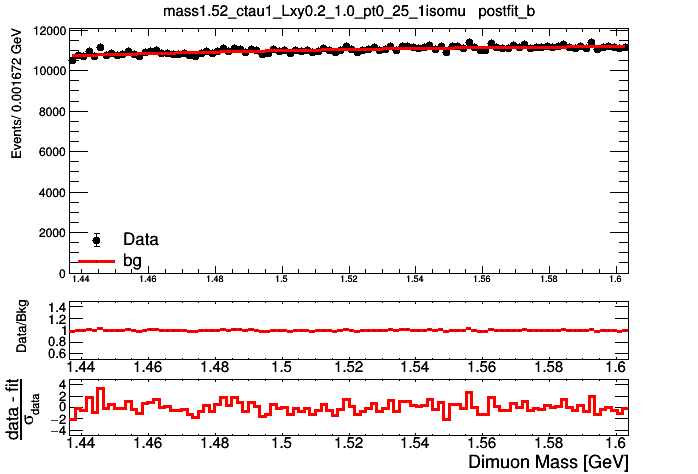 mass1.52_ctau1_Lxy0.2_1.0_pt0_25_1isomu postfit_b
Events/ 0.001672 GeV
12000
10000
8000
6000
4000
2000
0
Data
bg
1.44 1.46 1.48 1.5 1.52 1.54 1.56 1.58 1.6
Data/Bkg
1.4
1.2
1
0.8
0.6
1.44 1.46 1.48 1.5 1.52 1.54 1.56 1.58 1.6
data - fit
σdata
4
2
0
−2
−4
1.44 1.46 1.48 1.5 1.52 1.54 1.56 1.58 1.6
Dimuon Mass [GeV]